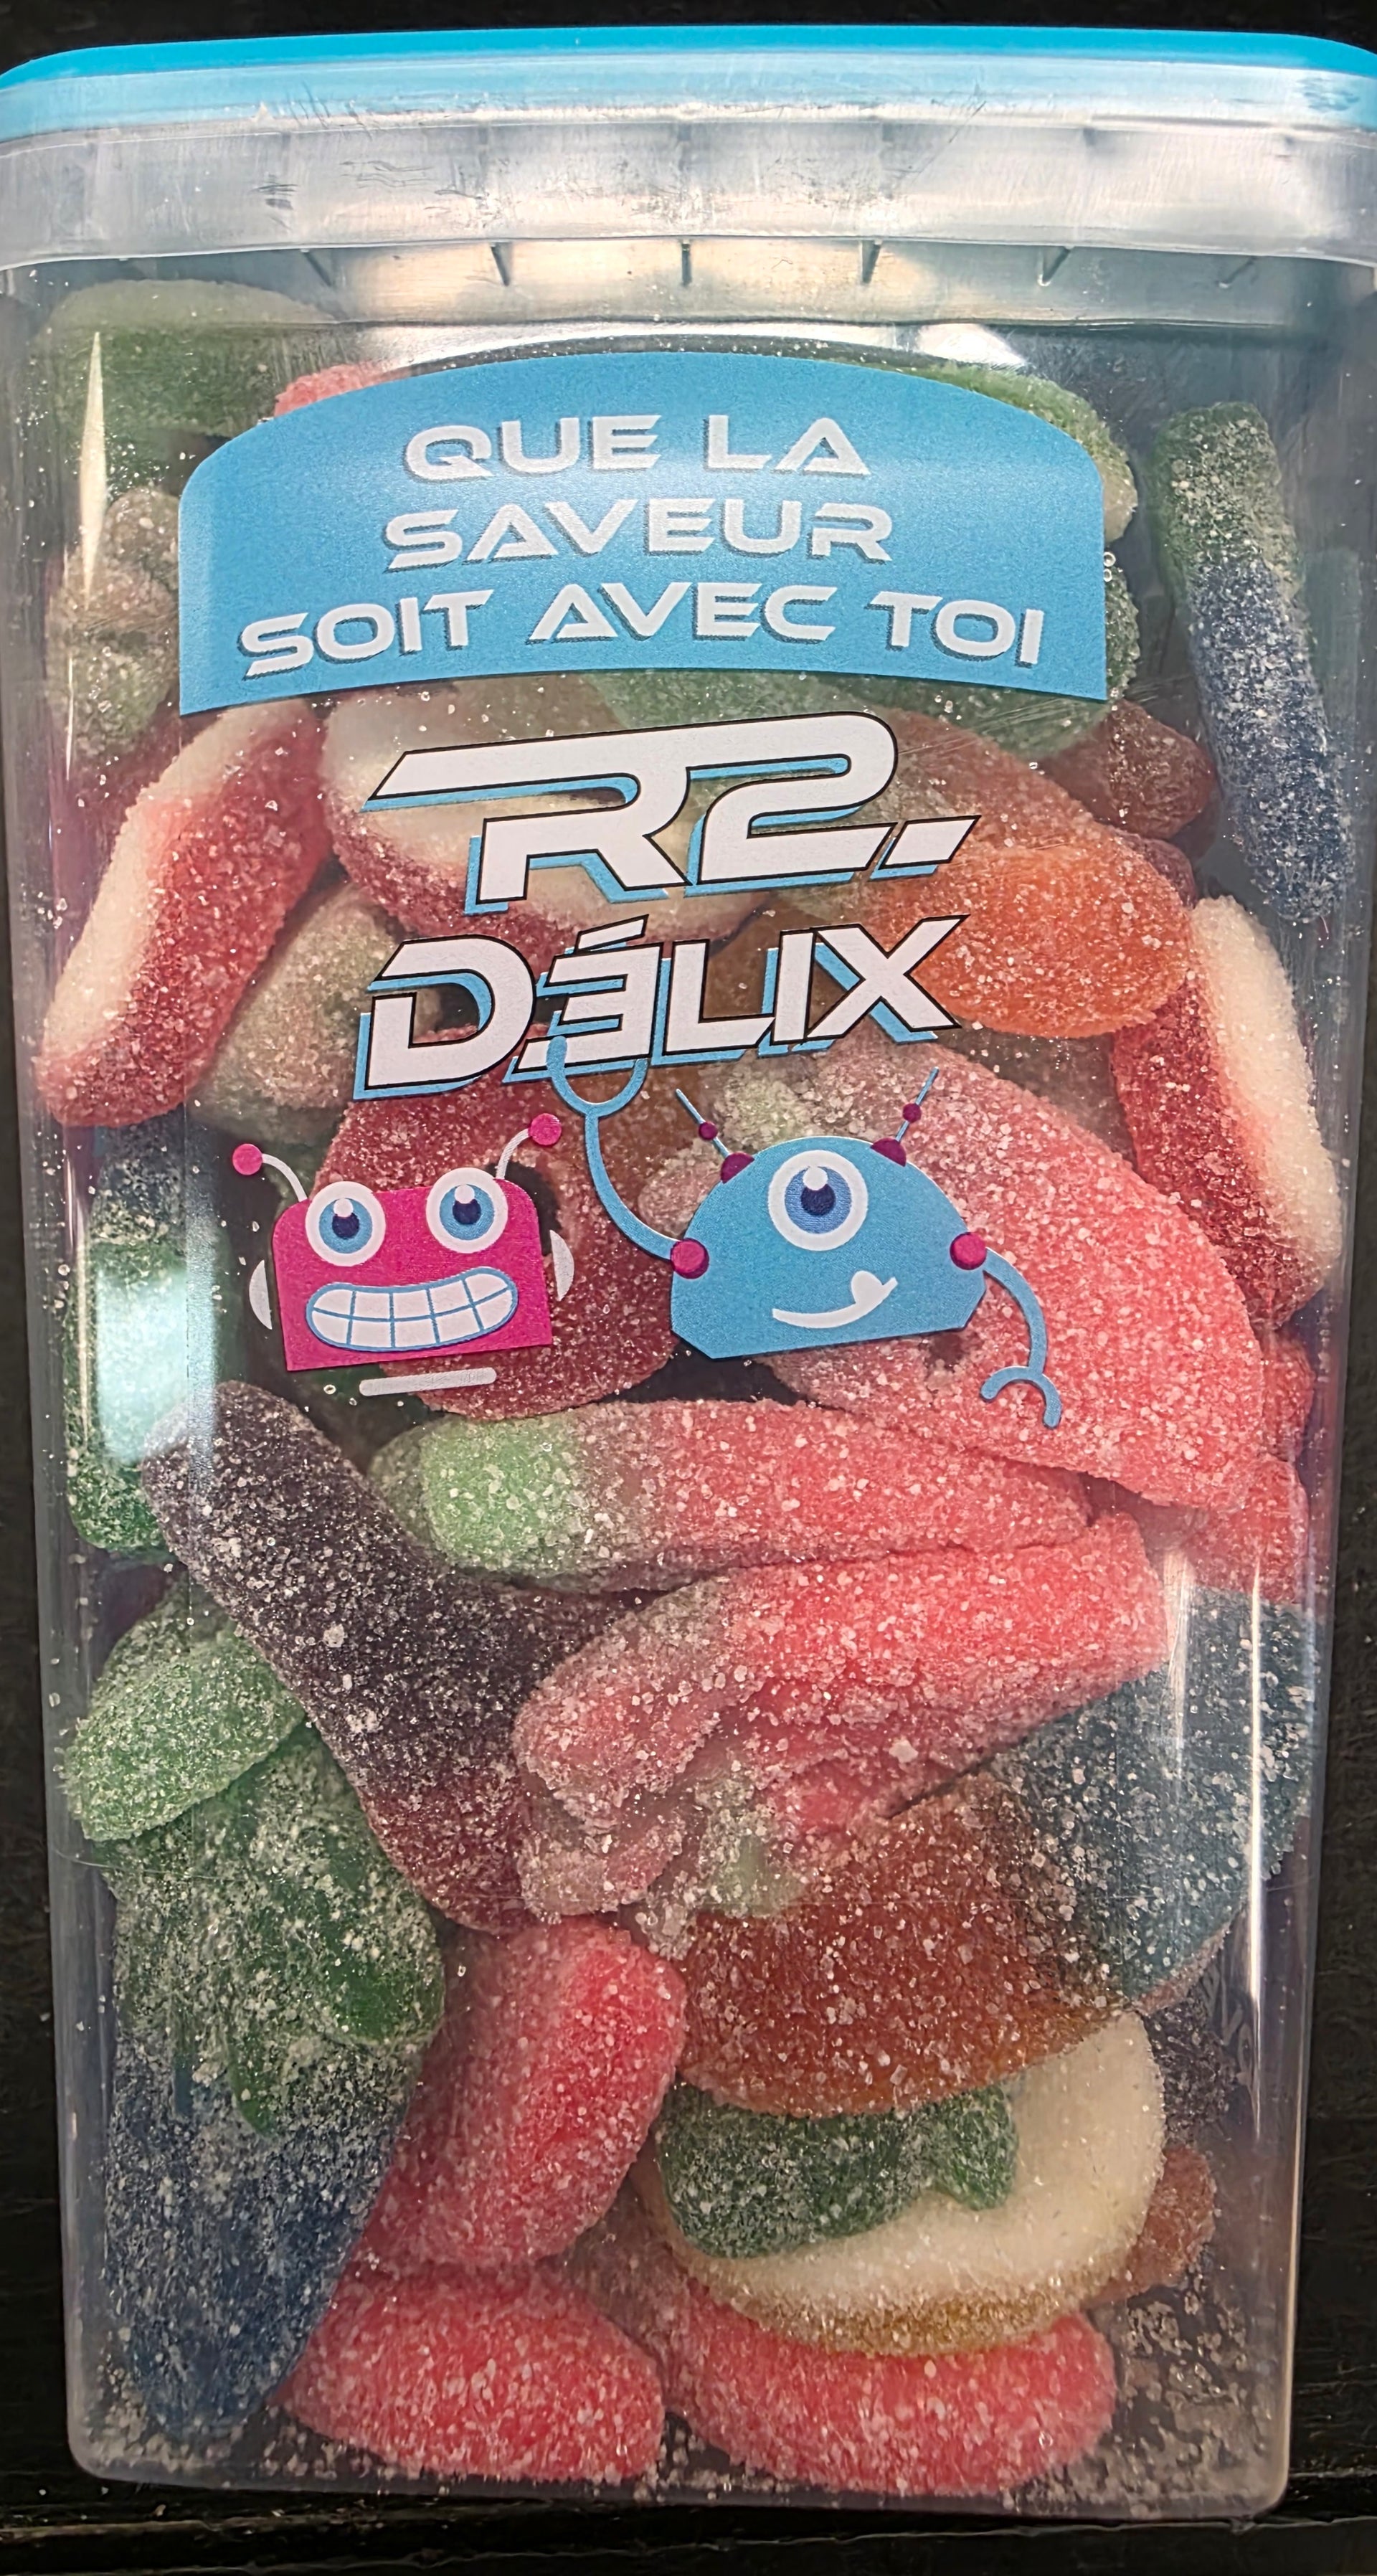 QUE LA
SAVEUR
SOIT AVEC TOI
R2.
DÉLIX